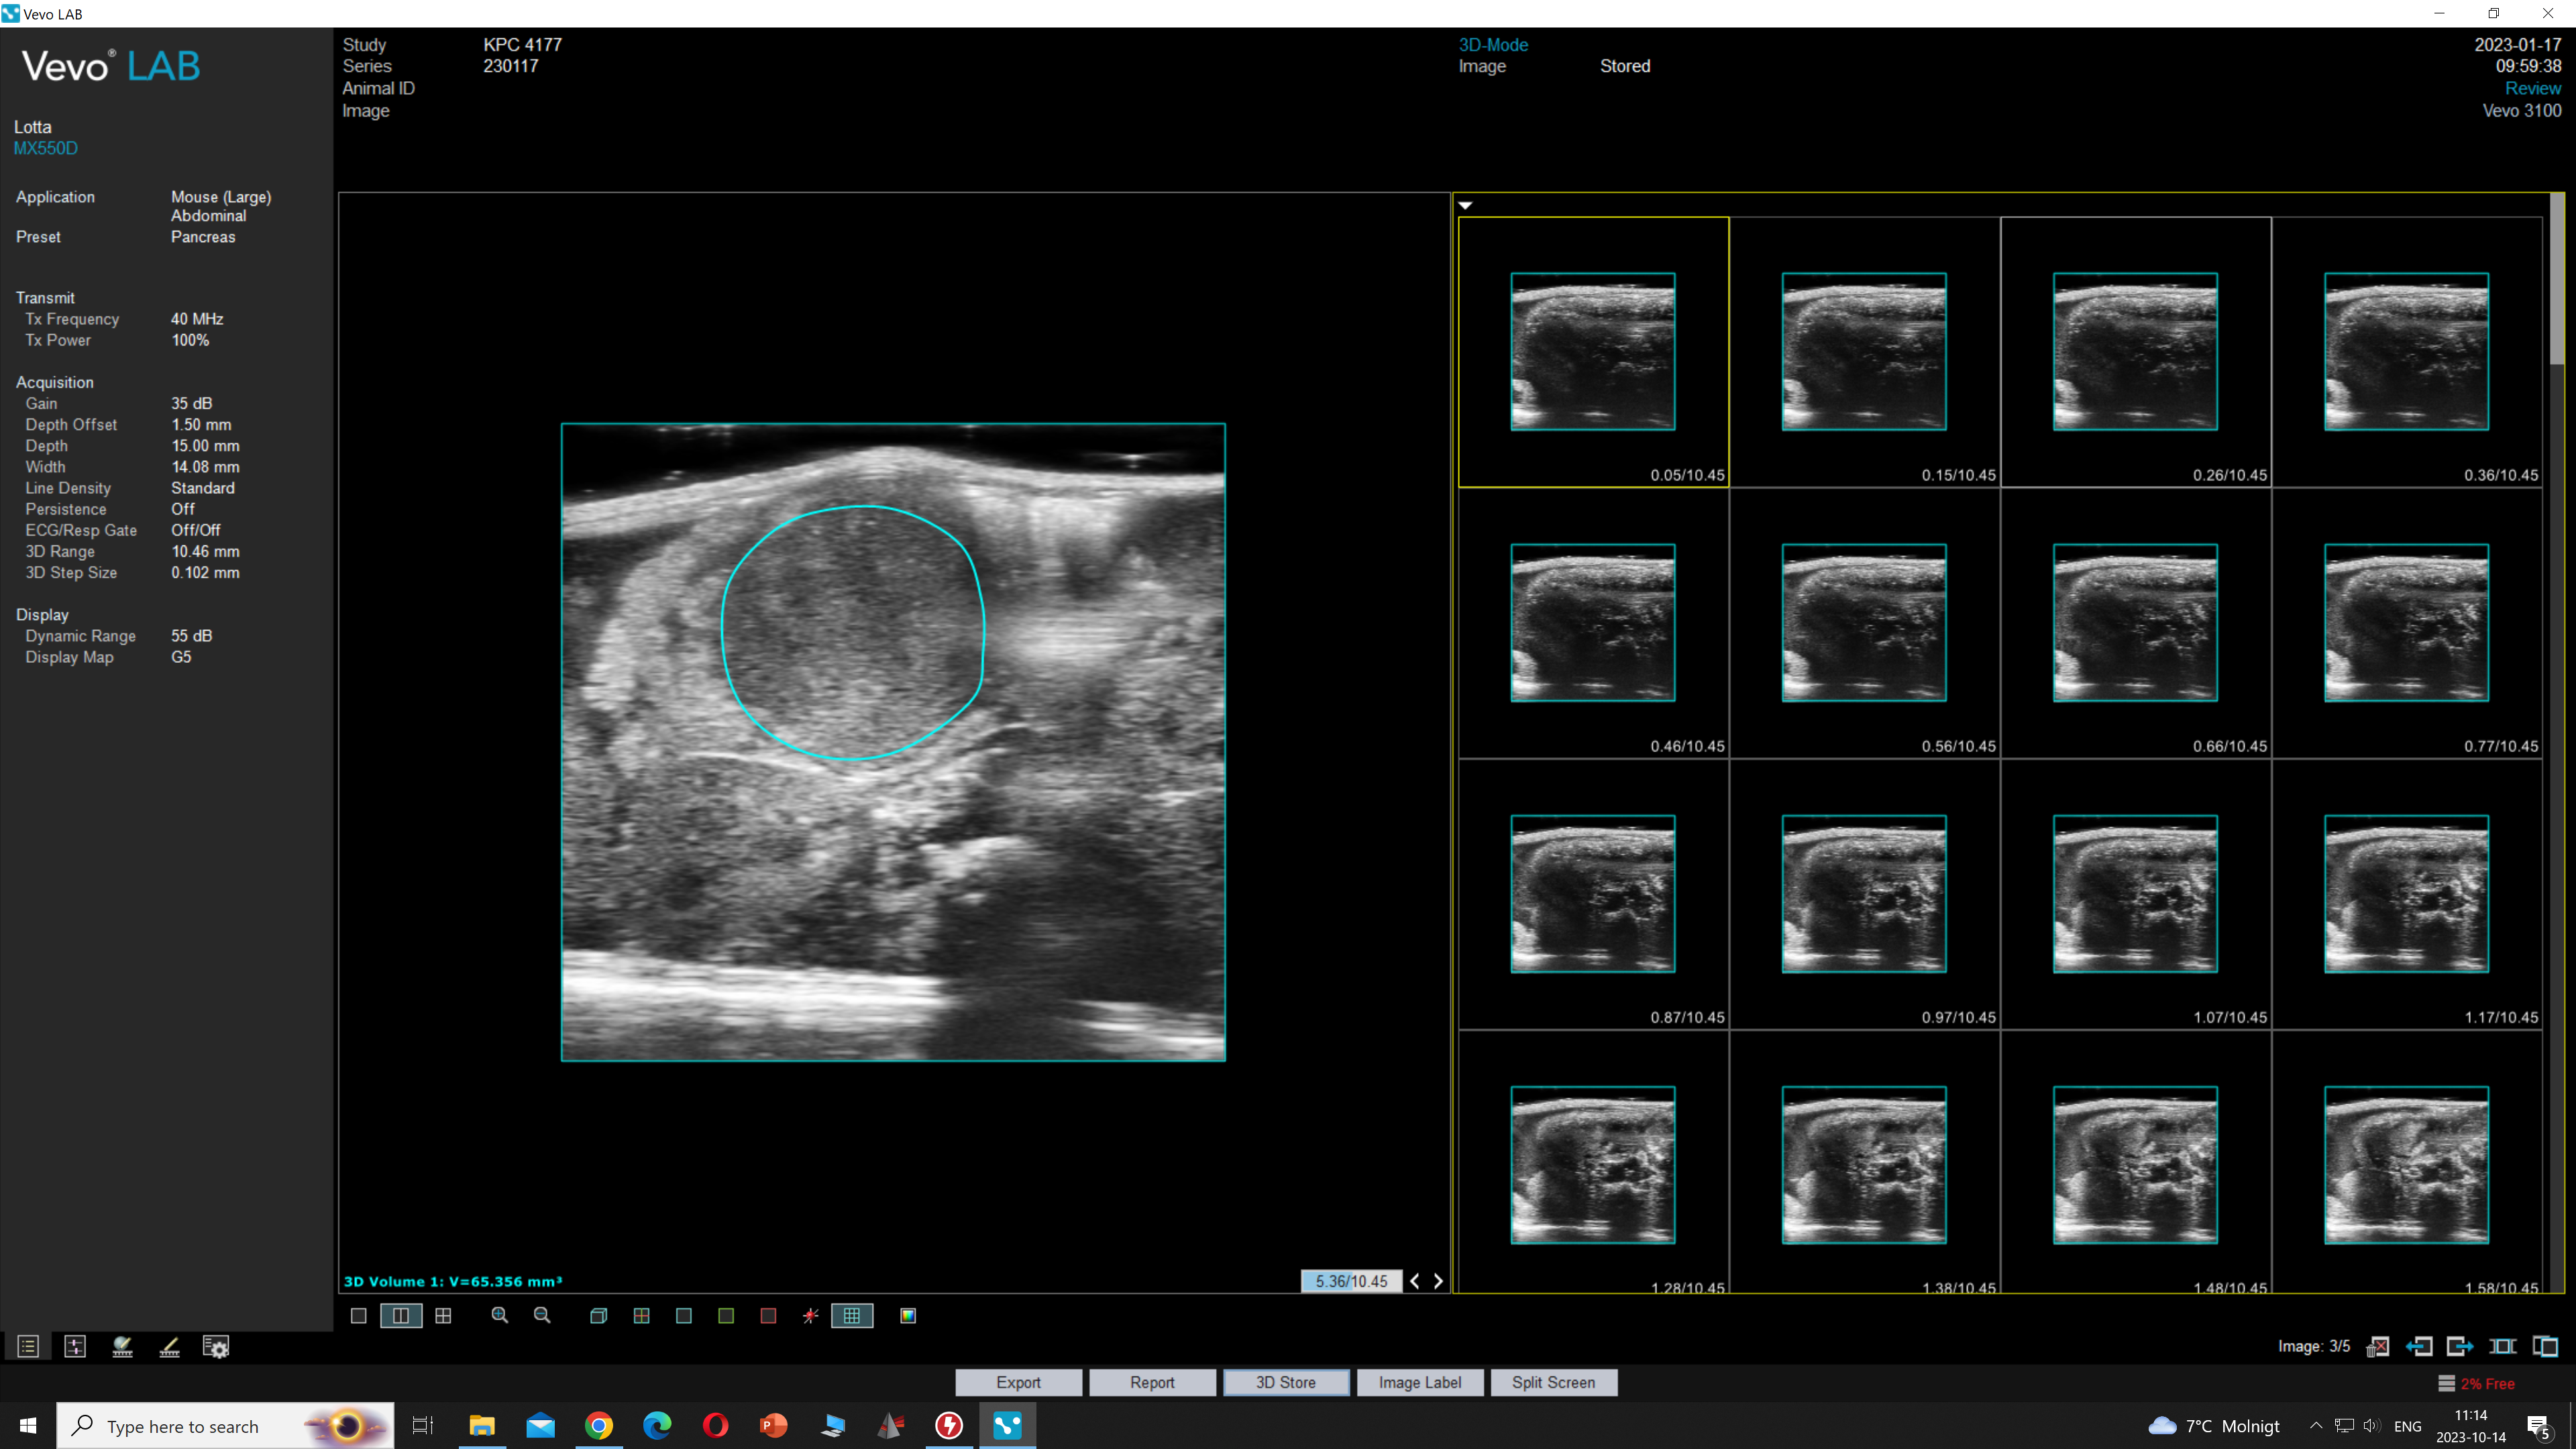 Vevo LAB
Vevo® LAB
Lotta
MX550D
Application Mouse (Large)
Abdominal
Preset Pancreas
Transmit
Tx Frequency 40 MHz
Tx Power 100%
Acquisition
Gain 35 dB
Depth Offset 1.50 mm
Depth 15.00 mm
Width 14.08 mm
Line Density Standard
Persistence Off
ECG/Resp Gate Off/Off
3D Range 10.46 mm
3D Step Size 0.102 mm
Display
Dynamic Range 55 dB
Display Map G5
Study KPC 4177
Series 230117
Animal ID
Image
3D-Mode
Image Stored
2023-01-17
09:59:38
Review
Vevo 3100
3D Volume 1: V=65.356 mm³
5.36/10.45
0.05/10.45 0.15/10.45 0.26/10.45 0.36/10.45
0.46/10.45 0.56/10.45 0.66/10.45 0.77/10.45
0.87/10.45 0.97/10.45 1.07/10.45 1.17/10.45
1.28/10.45 1.38/10.45 1.48/10.45 1.58/10.45
Image: 3/5
Export Report 3D Store Image Label Split Screen
2% Free
Type here to search
7°C Molnigt
ENG
11:14
2023-10-14
5